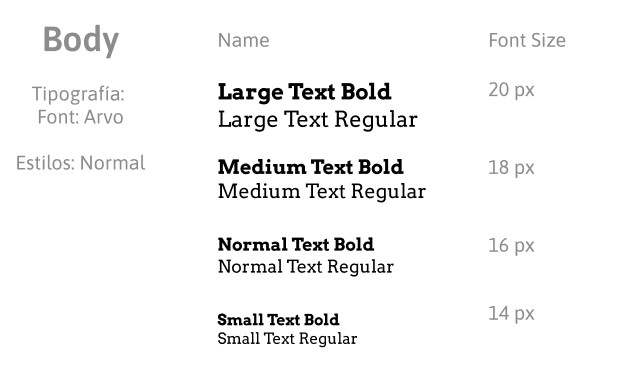 Body
Name
Font Size
Tipografía:
Font: Arvo
Estilos: Normal
Large Text Bold
Large Text Regular
20 px
Medium Text Bold
Medium Text Regular
18 px
Normal Text Bold
Normal Text Regular
16 px
Small Text Bold
Small Text Regular
14 px